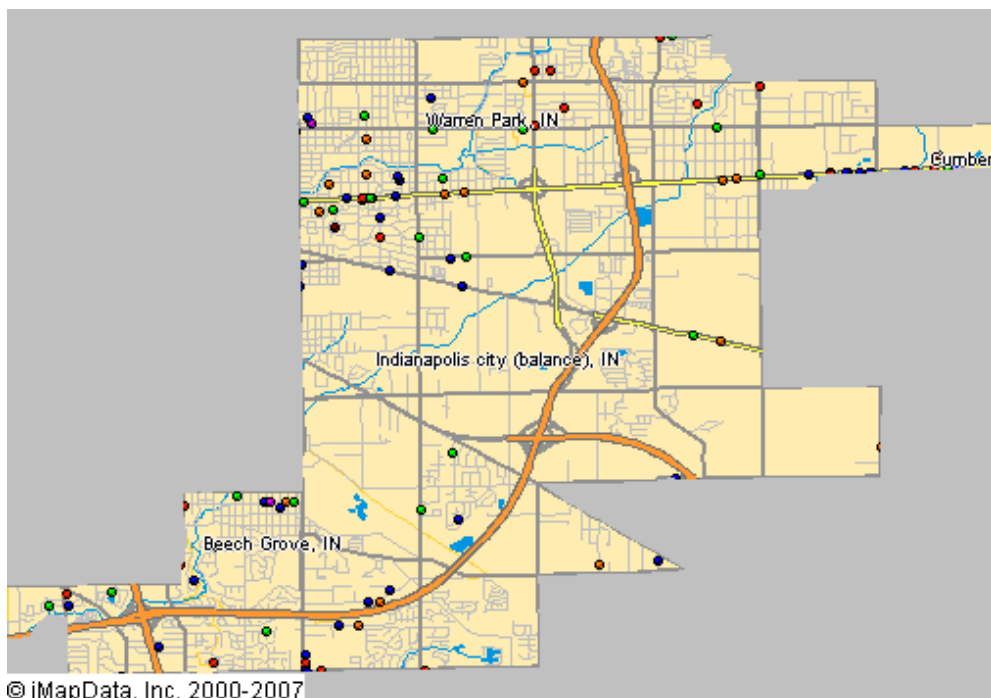 Warren Park, IN
Cumber
Indianapolis city (balance), IN
Beech Grove, IN
© iMapData, Inc. 2000-2007